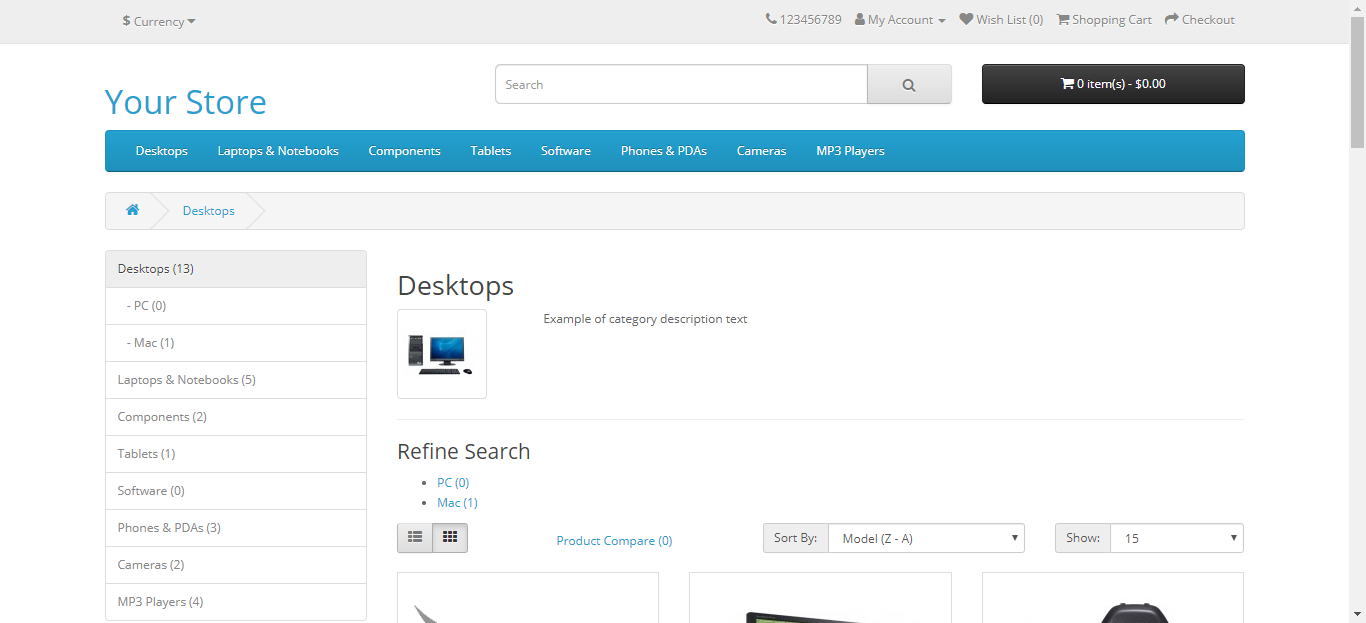 $ Currency
123456789 My Account Wish List (0) Shopping Cart Checkout
Your Store
Search
0 item(s) - $0.00
Desktops Laptops & Notebooks Components Tablets Software Phones & PDAs Cameras MP3 Players
Desktops
Desktops (13)
- PC (0)
- Mac (1)
Laptops & Notebooks (5)
Components (2)
Tablets (1)
Software (0)
Phones & PDAs (3)
Cameras (2)
MP3 Players (4)
Desktops
Example of category description text
Refine Search
PC (0)
Mac (1)
Product Compare (0) Sort By: Model (Z - A) Show: 15